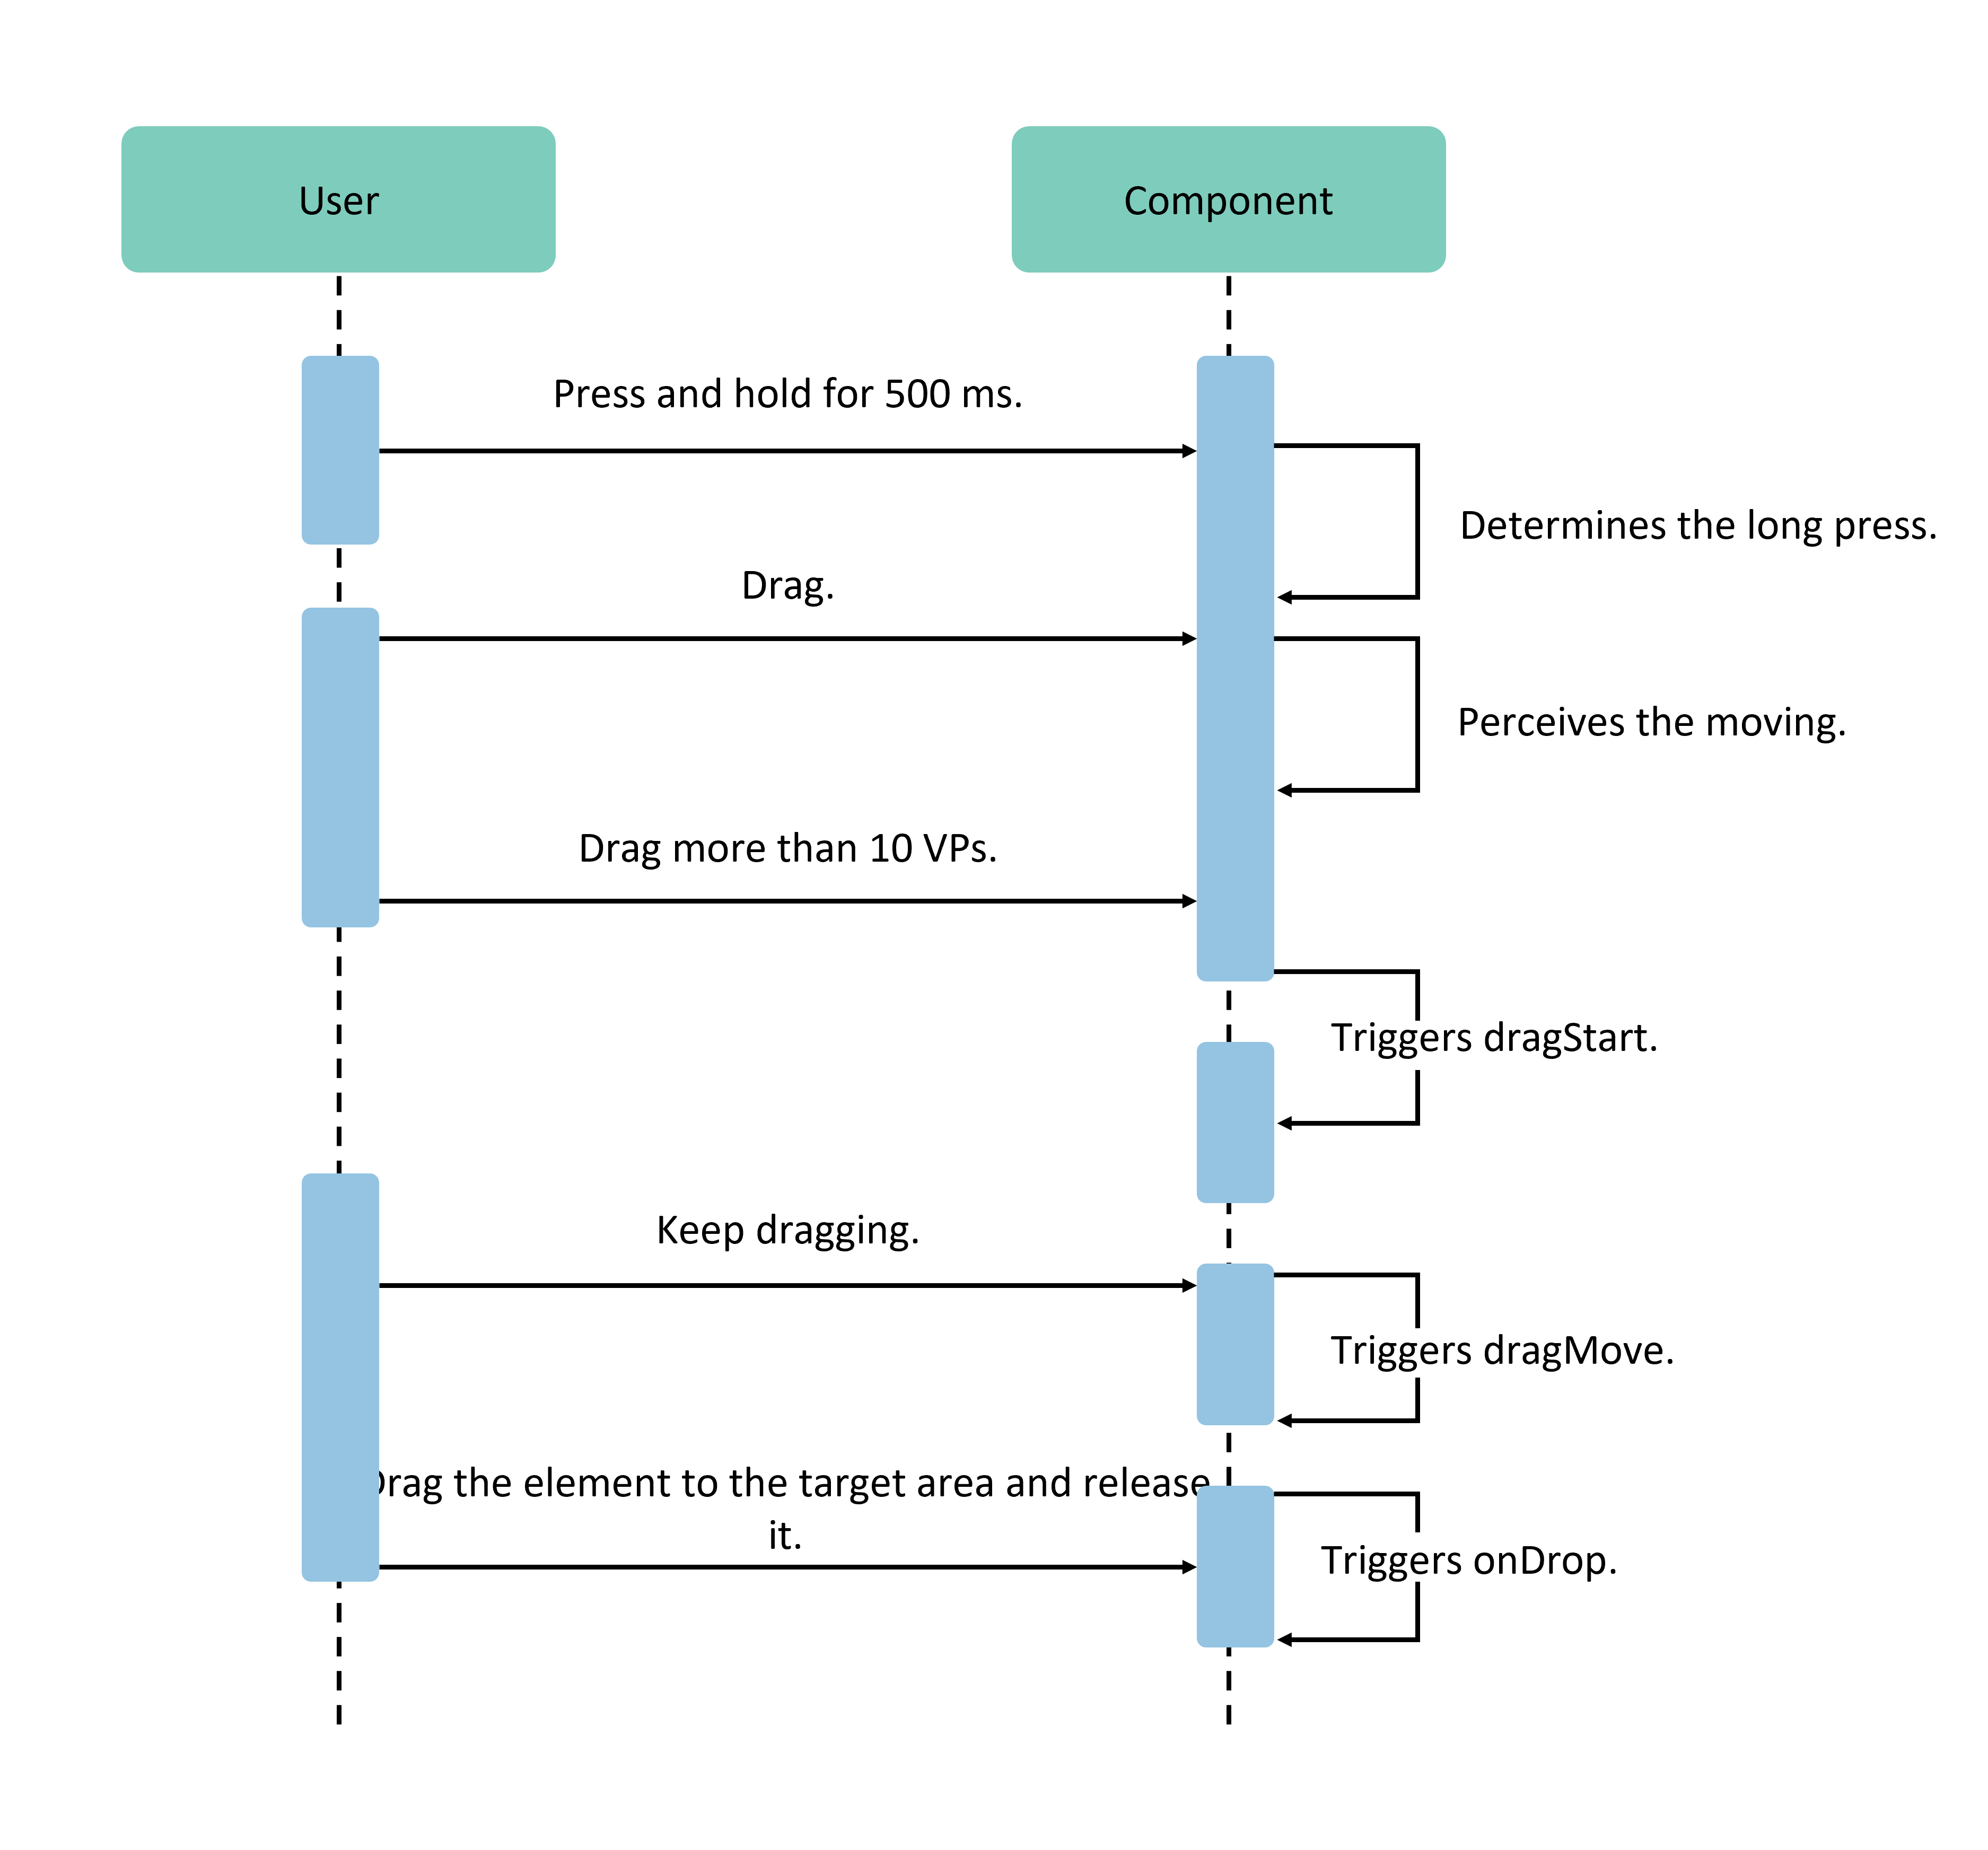 User
Component
Press and hold for 500 ms.
Determines the long press.
Drag.
Perceives the moving.
Drag more than 10 VPs.
Triggers dragStart.
Keep dragging.
Triggers dragMove.
Drag the element to the target area and release
it.
Triggers onDrop.